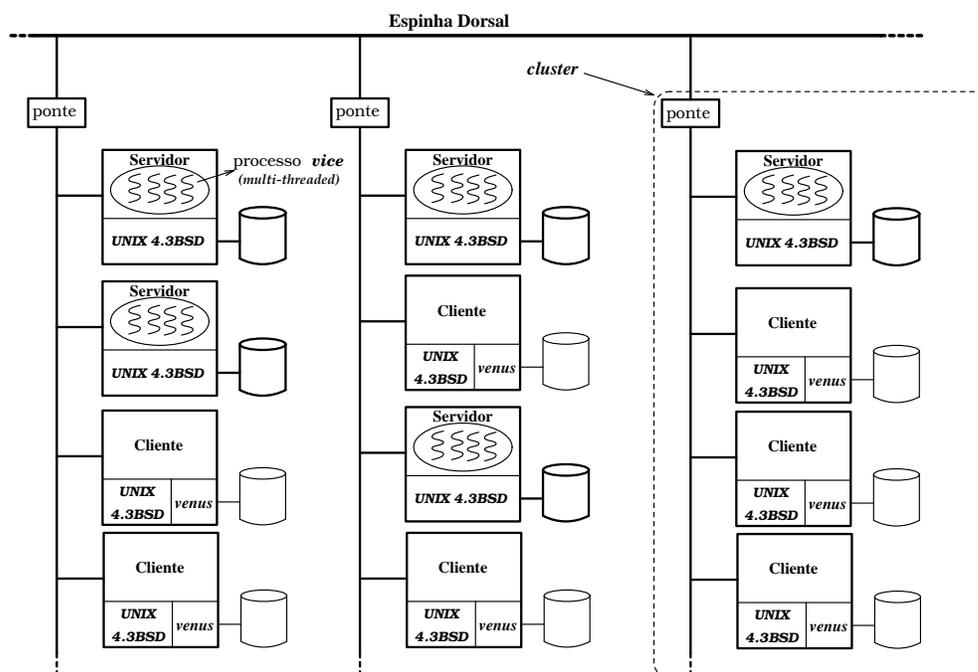 Espinha Dorsal
cluster
ponte
ponte
ponte
Servidor
processo vice
(multi-threaded)
UNIX 4.3BSD
Servidor
UNIX 4.3BSD
Servidor
UNIX 4.3BSD
Servidor
UNIX 4.3BSD
Cliente
UNIX
4.3BSD
venus
Cliente
UNIX
4.3BSD
venus
Cliente
UNIX
4.3BSD
venus
Servidor
UNIX 4.3BSD
Cliente
UNIX
4.3BSD
venus
Cliente
UNIX
4.3BSD
venus
Cliente
UNIX
4.3BSD
venus
Cliente
UNIX
4.3BSD
venus